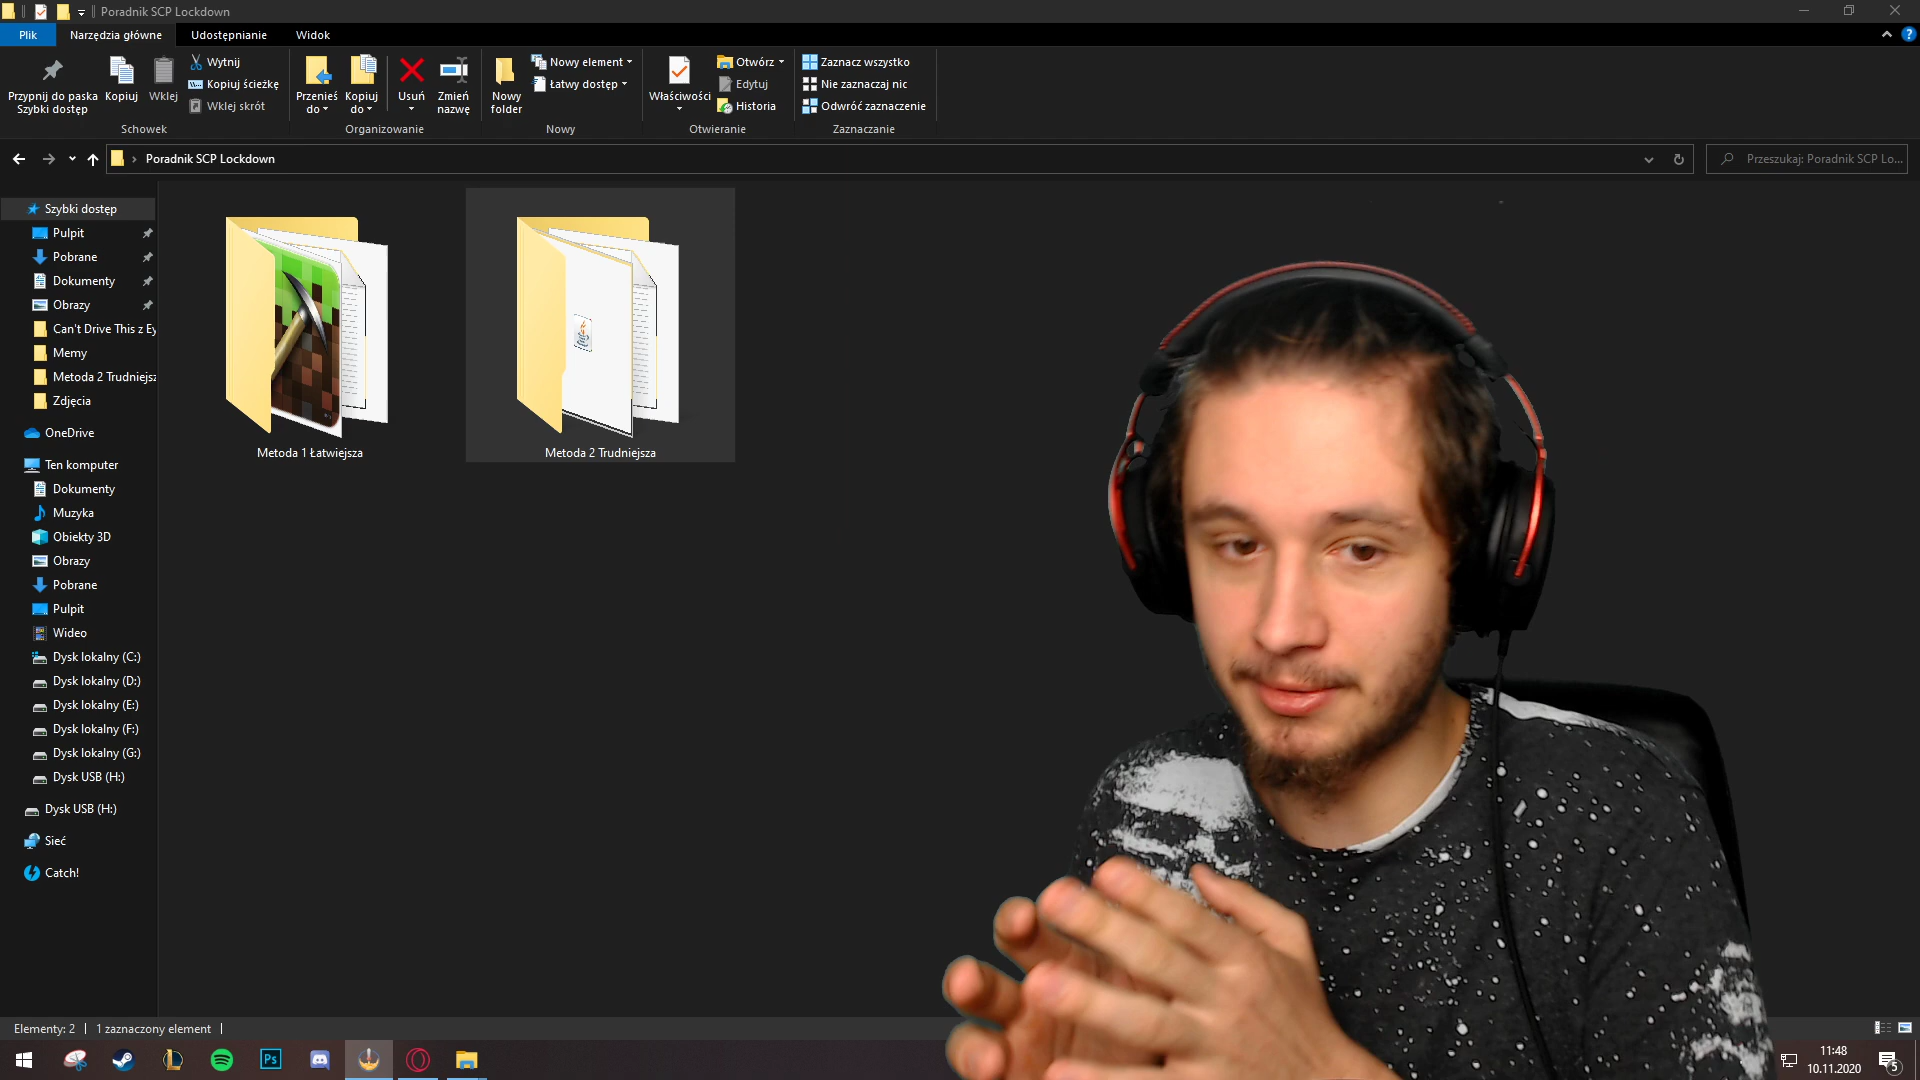 Poradnik SCP Lockdown
Plik
Narzędzia główne
Udostępnianie
Widok
Przypnij do paska
Szybki dostęp
Kopiuj
Wklej
Wytnij
Kopiuj ścieżkę
Wklej skrót
Schowek
Przenieś
do
Kopiuj
do
Usuń
Zmień
nazwę
Organizowanie
Nowy
folder
Nowy element
Łatwy dostęp
Nowy
Właściwości
Otwórz
Edytuj
Historia
Otwieranie
Zaznacz wszystko
Nie zaznaczaj nic
Odwróć zaznaczenie
Zaznaczanie
Poradnik SCP Lockdown
Przeszukaj: Poradnik SCP Lo...
Szybki dostęp
Pulpit
Pobrane
Dokumenty
Obrazy
Can't Drive This z Ey
Memy
Metoda 2 Trudniejsz
Zdjęcia
OneDrive
Ten komputer
Dokumenty
Muzyka
Obiekty 3D
Obrazy
Pobrane
Pulpit
Wideo
Dysk lokalny (C:)
Dysk lokalny (D:)
Dysk lokalny (E:)
Dysk lokalny (F:)
Dysk lokalny (G:)
Dysk USB (H:)
Dysk USB (H:)
Sieć
Catch!
Metoda 1 Łatwiejsza
Metoda 2 Trudniejsza
Elementy: 2
1 zaznaczony element
Ps
11:48
10.11.2020
5